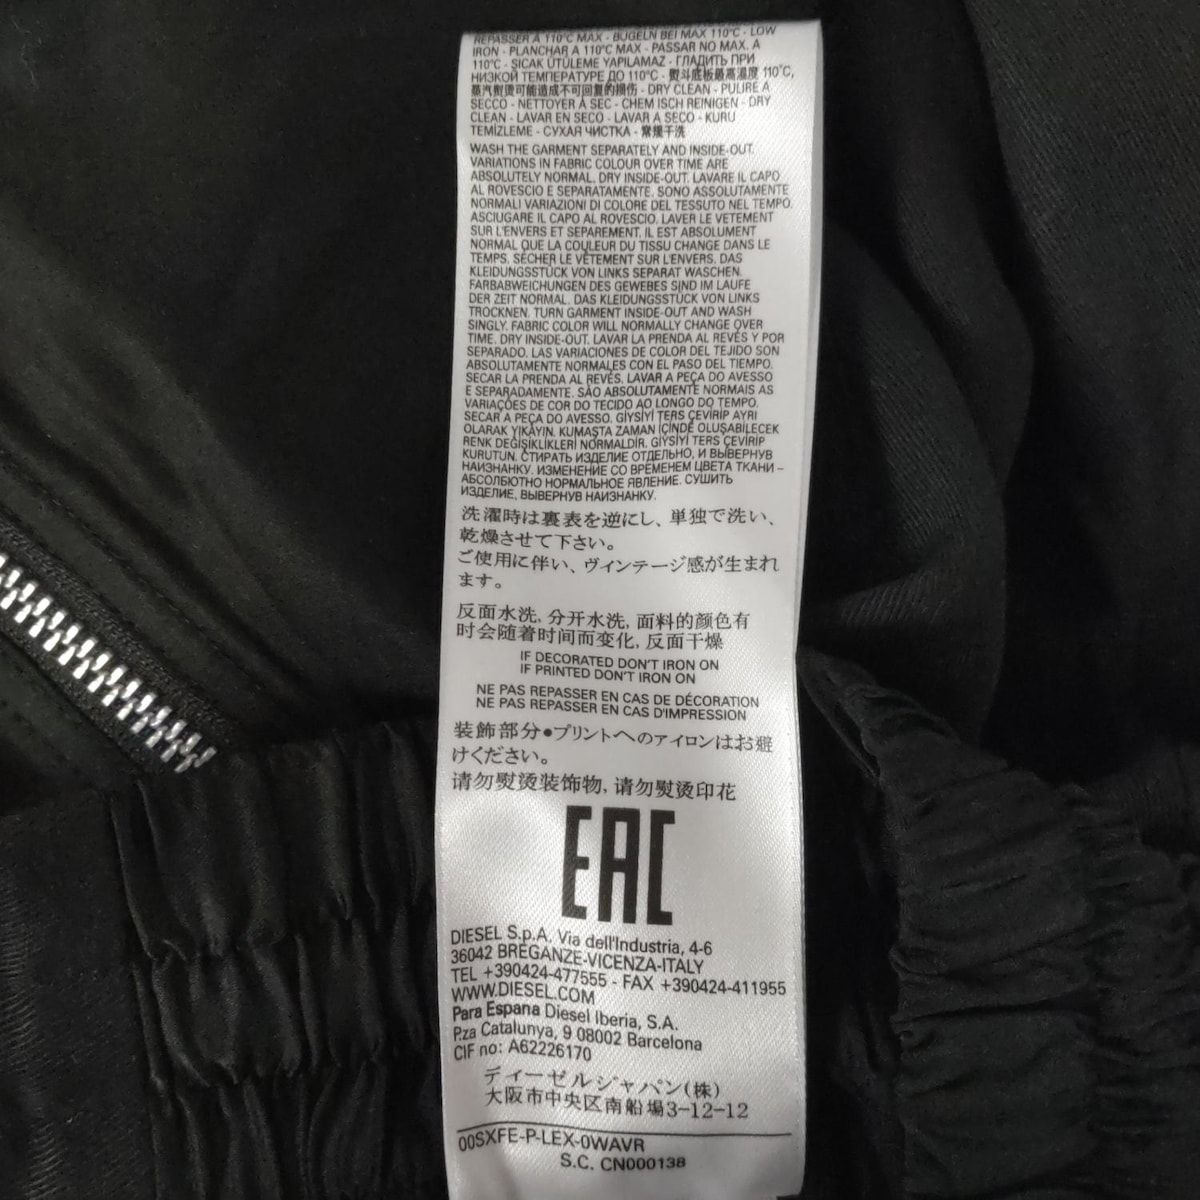 REPASSER À 110°C MAX - BÜGELN BEI MAX 110°C - LOW
IRON - PLANCHAR A 110°C MAX - PASSAR NO MAX. A
110°C - SICAK ÜTÜLEME YAPILAMAZ - ГЛАДИТЬ ПРИ
НИЗКОЙ ТЕМПЕРАТУРЕ ДО 110°C - 熨斗底板最高温度 110°C,
蒸汽熨烫可能造成不可回复的损伤 - DRY CLEAN - PULIRE A
SECCO - NETTOYER À SEC - CHEM ISCH REINIGEN - DRY
CLEAN - LAVAR EN SECO - LAVAR A SECO - KURU
TEMİZLEME - СУХАЯ ЧИСТКА - 常规干洗
WASH THE GARMENT SEPARATELY AND INSIDE-OUT.
VARIATIONS IN FABRIC COLOUR OVER TIME ARE
ABSOLUTELY NORMAL. DRY INSIDE-OUT. LAVARE IL CAPO
AL ROVESCIO E SEPARATAMENTE. SONO ASSOLUTAMENTE
NORMALI VARIAZIONI DI COLORE DEL TESSUTO NEL TEMPO.
ASCIUGARE IL CAPO AL ROVESCIO. LAVER LE VETEMENT
SUR L'ENVERS ET SEPAREMENT. IL EST ABSOLUMENT
NORMAL QUE LA COULEUR DU TISSU CHANGE DANS LE
TEMPS. SÉCHER LE VÊTEMENT SUR L'ENVERS. DAS
KLEIDUNGSSTÜCK VON LINKS SEPARAT WASCHEN.
FARBABWEICHUNGEN DES GEWEBES SIND IM LAUFE
DER ZEIT NORMAL. DAS KLEIDUNGSSTÜCK VON LINKS
TROCKNEN. TURN GARMENT INSIDE-OUT AND WASH
SINGLY. FABRIC COLOR WILL NORMALLY CHANGE OVER
TIME. DRY INSIDE-OUT. LAVAR LA PRENDA AL REVÉS Y POR
SEPARADO. LAS VARIACIONES DE COLOR DEL TEJIDO SON
ABSOLUTAMENTE NORMALES CON EL PASO DEL TIEMPO.
SECAR LA PRENDA AL REVÉS. LAVAR A PEÇA DO AVESSO
E SEPARADAMENTE. SÃO ABSOLUTAMENTE NORMAIS AS
VARIAÇÕES DE COR DO TECIDO AO LONGO DO TEMPO.
SECAR A PEÇA DO AVESSO. GİYSİYİ TERS ÇEVİRİP AYRI
OLARAK YIKAYIN. KUMAŞTA ZAMAN İÇİNDE OLUŞABİLECEK
RENK DEĞİŞİKLİKLERİ NORMALDİR. GİYSİYİ TERS ÇEVİRİP
KURUTUN. СТИРАТЬ ИЗДЕЛИЕ ОТДЕЛЬНО, И ВЫВЕРНУВ
НАИЗНАНКУ. ИЗМЕНЕНИЕ СО ВРЕМЕНЕМ ЦВЕТА ТКАНИ –
АБСОЛЮТНО НОРМАЛЬНОЕ ЯВЛЕНИЕ. СУШИТЬ
ИЗДЕЛИЕ, ВЫВЕРНУВ НАИЗНАНКУ.
洗濯時は裏表を逆にし、単独で洗い、
乾燥させて下さい。
ご使用に伴い、ヴィンテージ感が生まれ
ます。
反面水洗, 分开水洗, 面料的颜色有
时会随着时间而变化, 反面干燥
IF DECORATED DON'T IRON ON
IF PRINTED DON'T IRON ON
NE PAS REPASSER EN CAS DE DÉCORATION
NE PAS REPASSER EN CAS D'IMPRESSION
装飾部分●プリントへのアイロンはお避
けください。
请勿熨烫装饰物, 请勿熨烫印花
EAC
DIESEL S.p.A. Via dell'Industria, 4-6
36042 BREGANZE-VICENZA-ITALY
TEL +390424-477555 - FAX +390424-411955
WWW.DIESEL.COM
Para Espana Diesel Iberia, S.A.
P.za Catalunya, 9 08002 Barcelona
CIF no: A62226170
ディーゼルジャパン(株)
大阪市中央区南船場3-12-12
00SXFE-P-LEX-0WAVR
S.C. CN000138